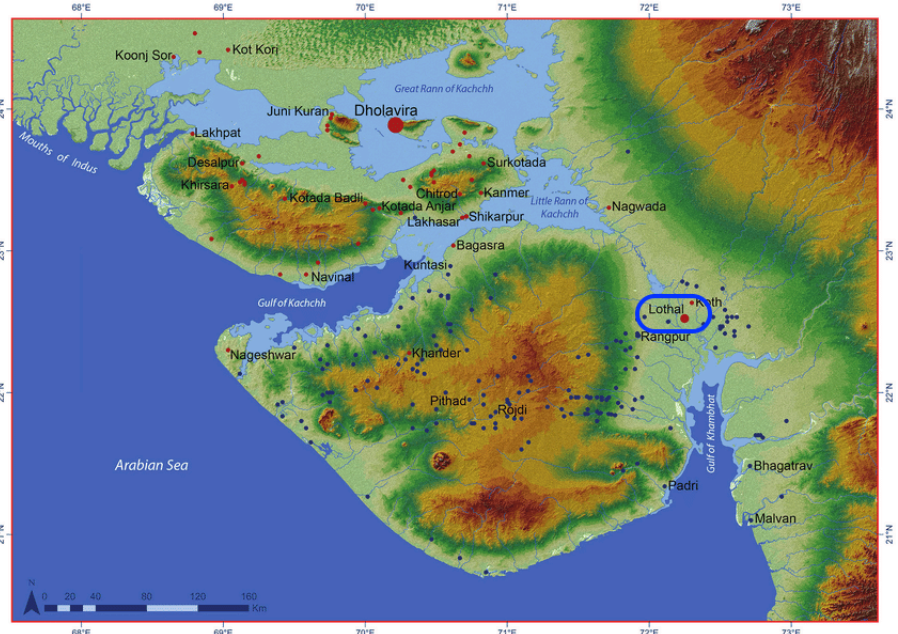 68°E 69°E 70°E 71°E 72°E 73°E
Koonj Sor
Kot Kori
Great Rann of Kachchh
24°N
24°N
Juni Kuran
Dholavira
Mouths of Indus
Lakhpat
Desalpur
Surkotada
Khirsara
Kotada Badli
Chitrod
Kanmer
Kotada Anjar
Little Rann of
Kachchh
Nagwada
Lakhasar
Shikarpur
23°N
23°N
Bagasra
Kuntasi
Navinal
Gulf of Kachchh
Koth
Lothal
Rangpur
Nageshwar
Khander
22°N
22°N
Pithad
Rojdi
Gulf of Khambhat
Arabian Sea
Bhagatrav
Padri
Malvan
21°N
21°N
N
0 20 40 80 120 160
Km
68°E 69°E 70°E 71°E 72°E 73°E